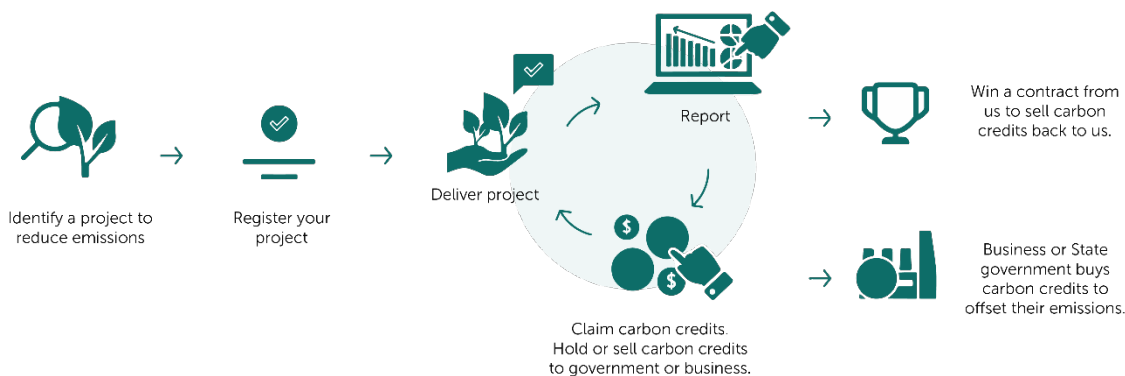 Identify a project to
reduce emissions
Register your
project
Deliver project
Report
$
$
Claim carbon credits.
Hold or sell carbon credits
to government or business.
Win a contract from
us to sell carbon
credits back to us.
Business or State
government buys
carbon credits to
offset their emissions.